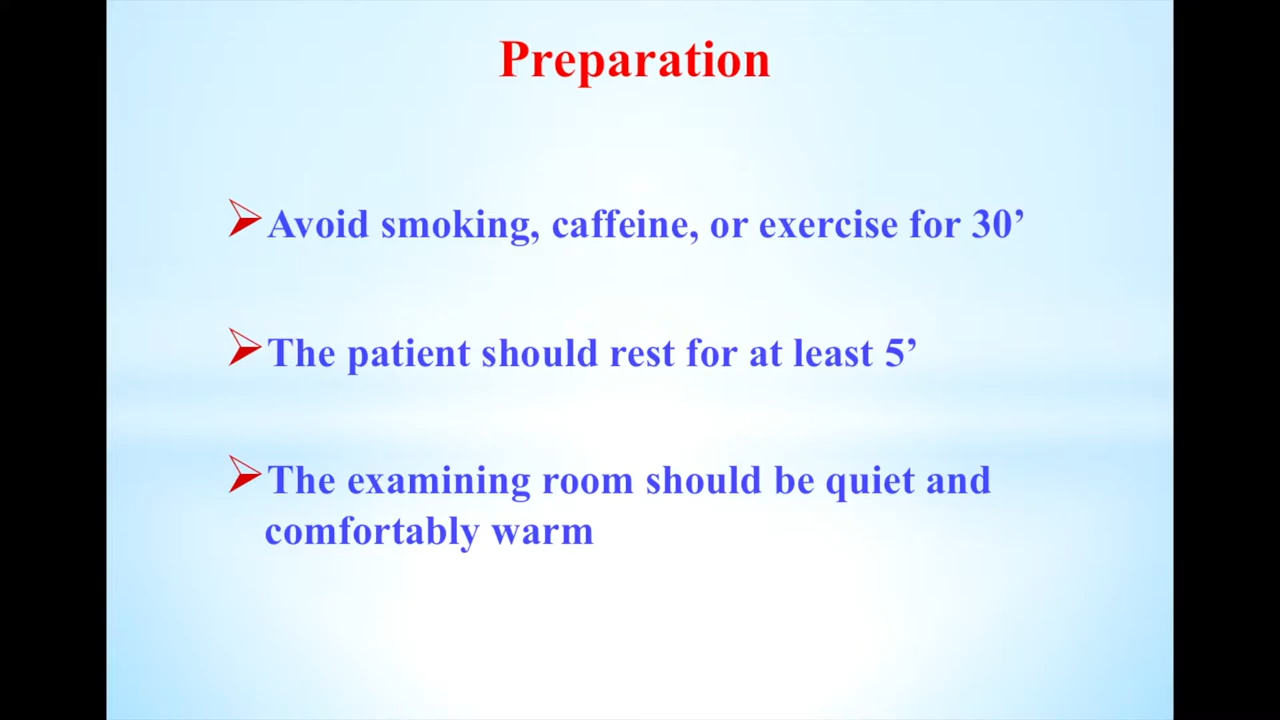 Preparation
➢Avoid smoking, caffeine, or exercise for 30’
➢The patient should rest for at least 5’
➢The examining room should be quiet and
comfortably warm